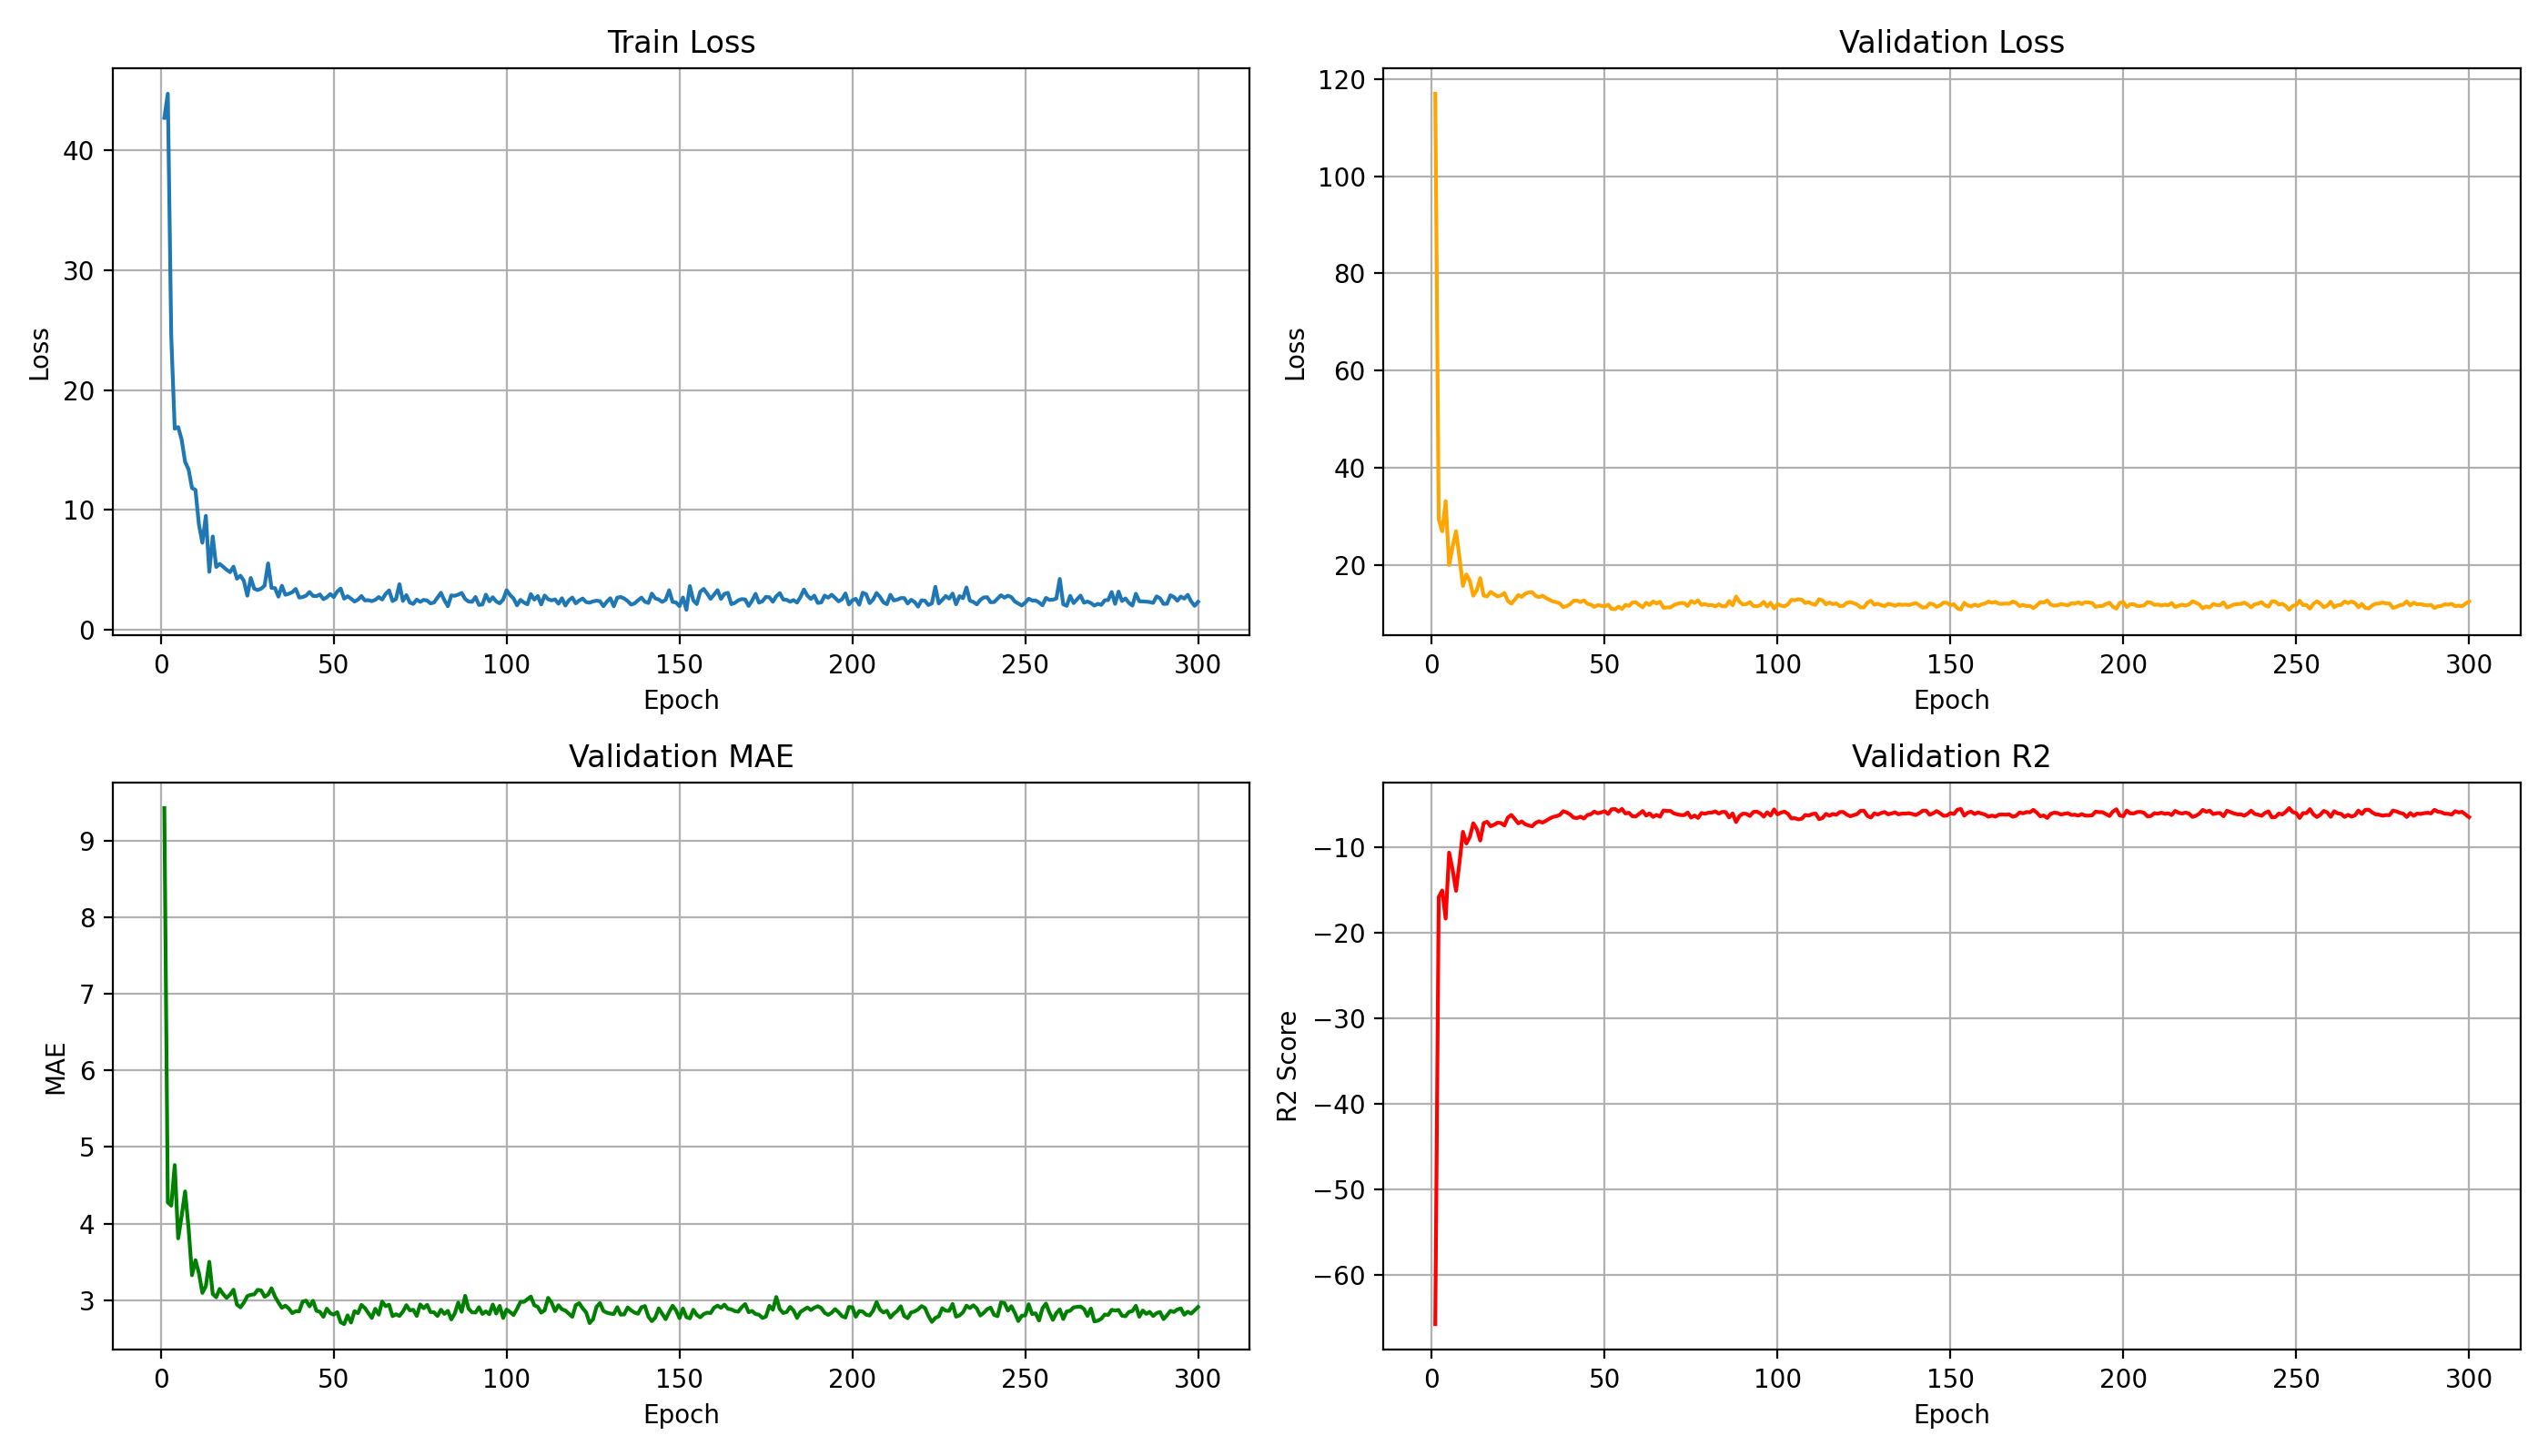 Train Loss
Loss
40
30
20
10
0
0 50 100 150 200 250 300
Epoch
Validation Loss
Loss
120
100
80
60
40
20
0 50 100 150 200 250 300
Epoch
Validation MAE
MAE
9
8
7
6
5
4
3
0 50 100 150 200 250 300
Epoch
Validation R2
R2 Score
−10
−20
−30
−40
−50
−60
0 50 100 150 200 250 300
Epoch